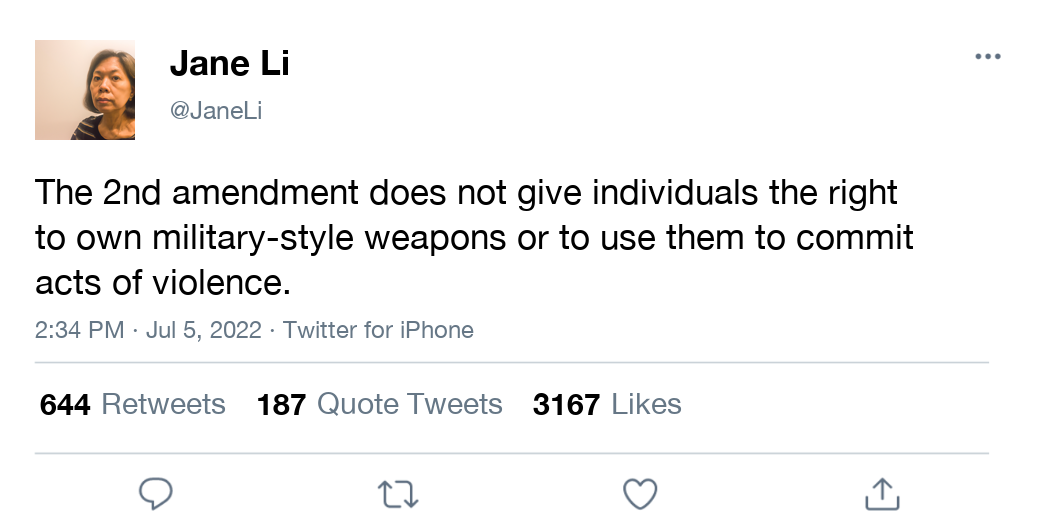 Jane Li
@JaneLi
The 2nd amendment does not give individuals the right
to own military-style weapons or to use them to commit
acts of violence.
2:34 PM · Jul 5, 2022 · Twitter for iPhone
644 Retweets 187 Quote Tweets 3167 Likes